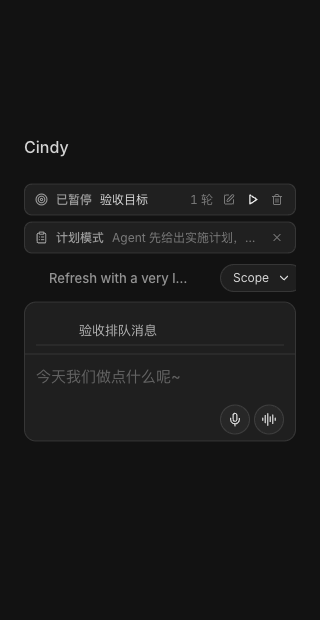 Cindy
已暂停 验收目标 1 轮
计划模式 Agent 先给出实施计划，...
Refresh with a very l... Scope
验收排队消息
今天我们做点什么呢~